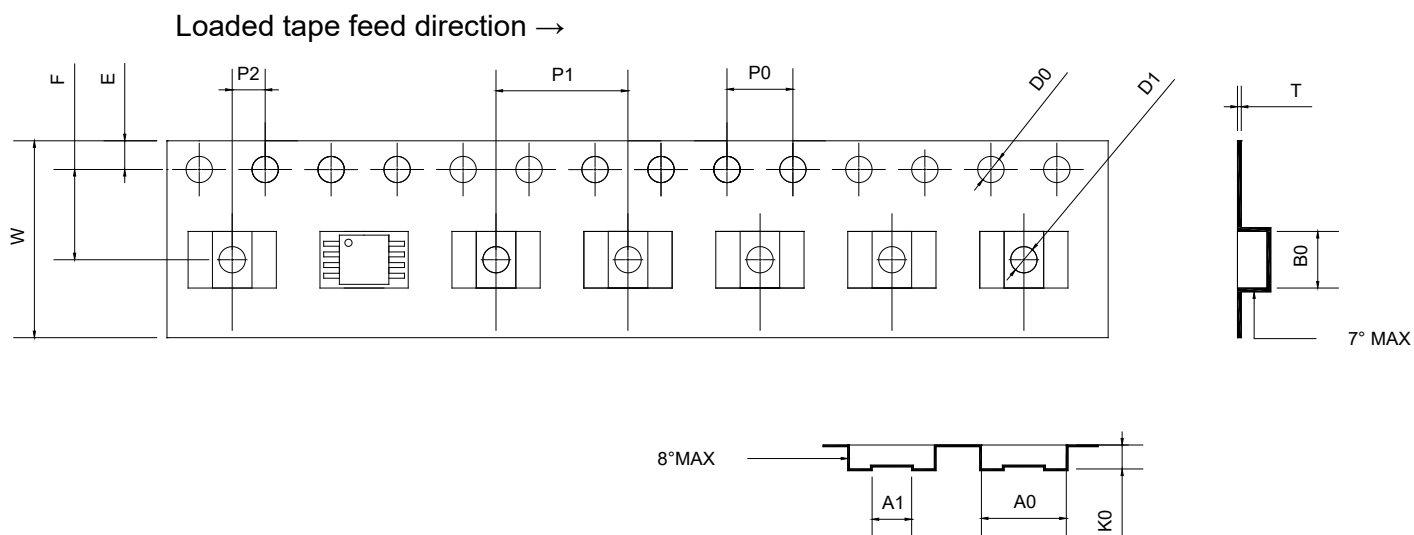 Loaded tape feed direction →
F
E
P2
P1
P0
D0
D1
T
W
B0
7° MAX
8°MAX
A1
A0
K0